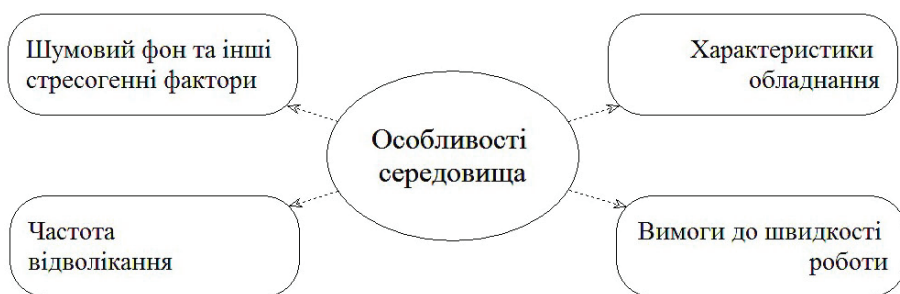 Шумовий фон та інші
стресогенні фактори
Характеристики
обладнання
Особливості
середовища
Частота
відволікання
Вимоги до швидкості
роботи